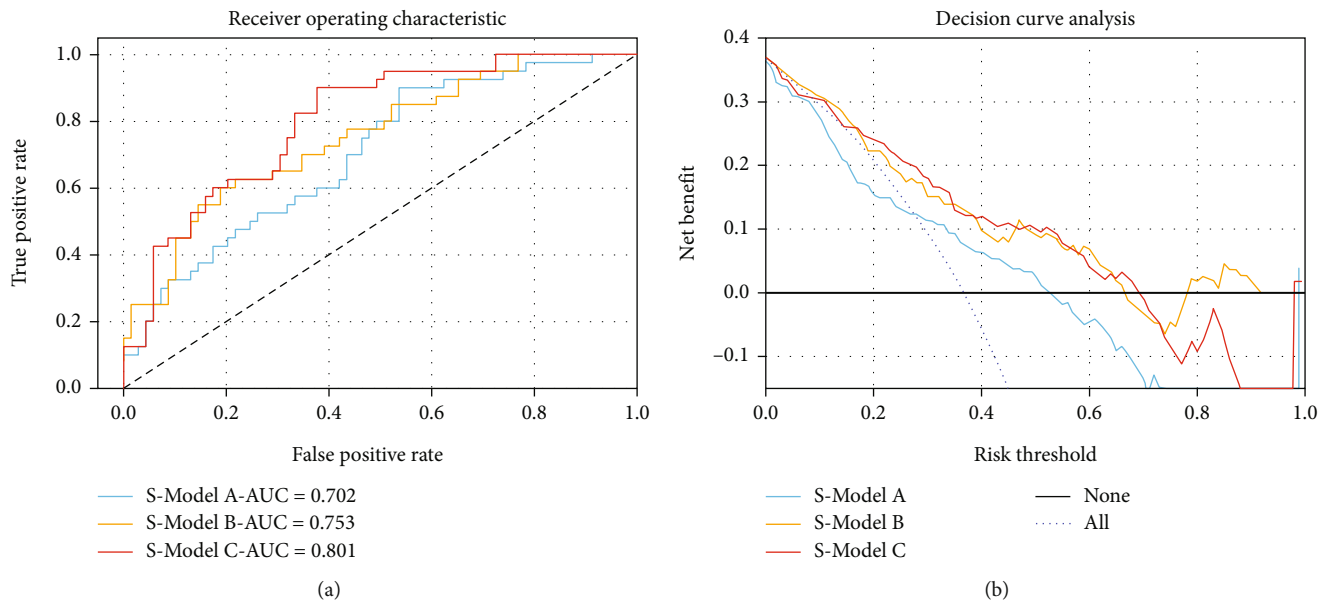 Receiver operating characteristic
True positive rate
1.0
0.8
0.6
0.4
0.2
0.0
0.0 0.2 0.4 0.6 0.8 1.0
False positive rate
S-Model A-AUC = 0.702
S-Model B-AUC = 0.753
S-Model C-AUC = 0.801
(a)
Decision curve analysis
Net benefit
0.4
0.3
0.2
0.1
0.0
−0.1
0.0 0.2 0.4 0.6 0.8 1.0
Risk threshold
S-Model A
S-Model B
S-Model C
None
All
(b)